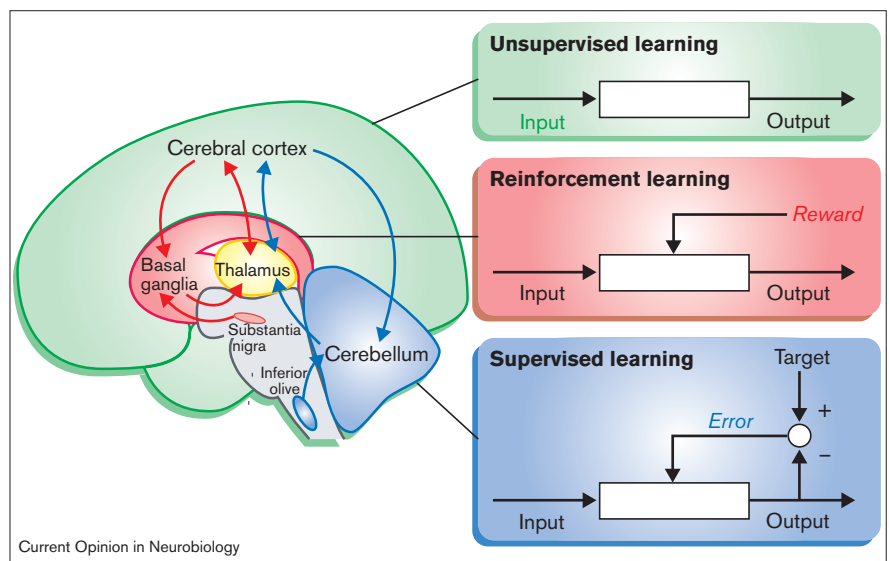 Unsupervised learning
Input
Output
Cerebral cortex
Reinforcement learning
Reward
Input
Output
Basal
ganglia
Thalamus
Substantia
nigra
Cerebellum
Inferior
olive
Supervised learning
Target
Error
+
−
Input
Output
Current Opinion in Neurobiology